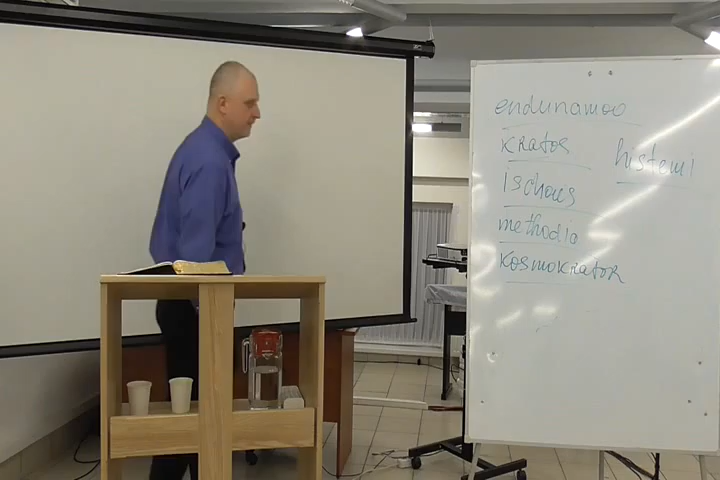 endunamoo
kratos
histemi
Ischous
methodia
kosmokrator